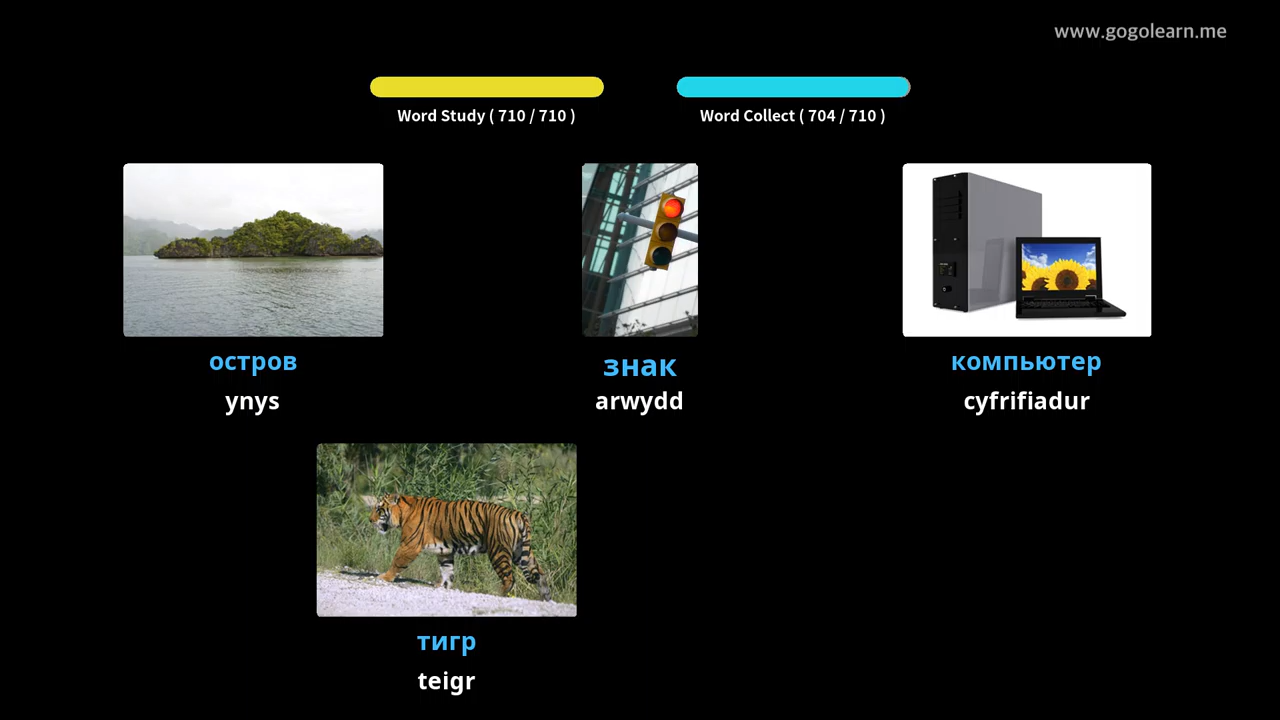 www.gogolearn.me
Word Study ( 710 / 710 )
Word Collect ( 704 / 710 )
остров
знак
компьютер
ynys
arwydd
cyfrifiadur
тигр
teigr